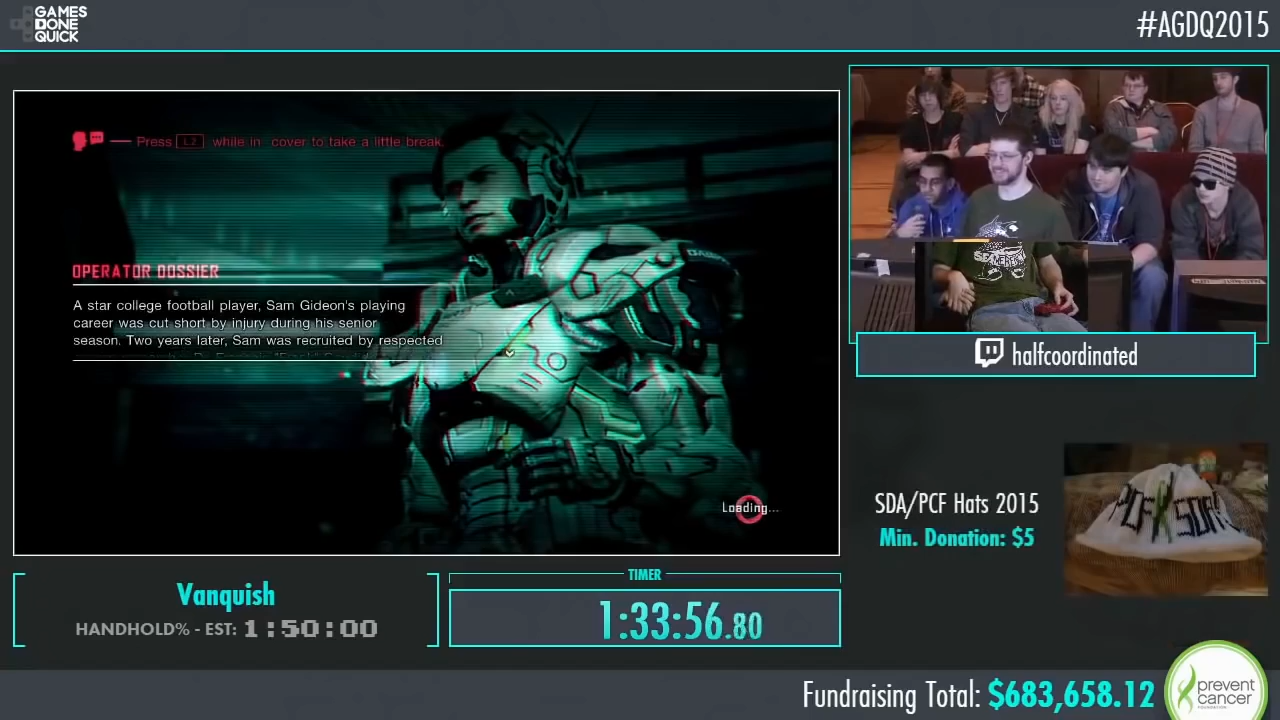 GAMES
DONE
QUICK
#AGDQ2015
Press L2 while in cover to take a little break.
OPERATOR DOSSIER
A star college football player, Sam Gideon's playing
career was cut short by injury during his senior
season. Two years later, Sam was recruited by respected
Loading...
halfcoordinated
SDA/PCF Hats 2015
Min. Donation: $5
PCF SDA
Vanquish
HANDHOLD% - EST: 1:50:00
TIMER
1:33:56.80
Fundraising Total: $683,658.12
prevent
cancer
FOUNDATION